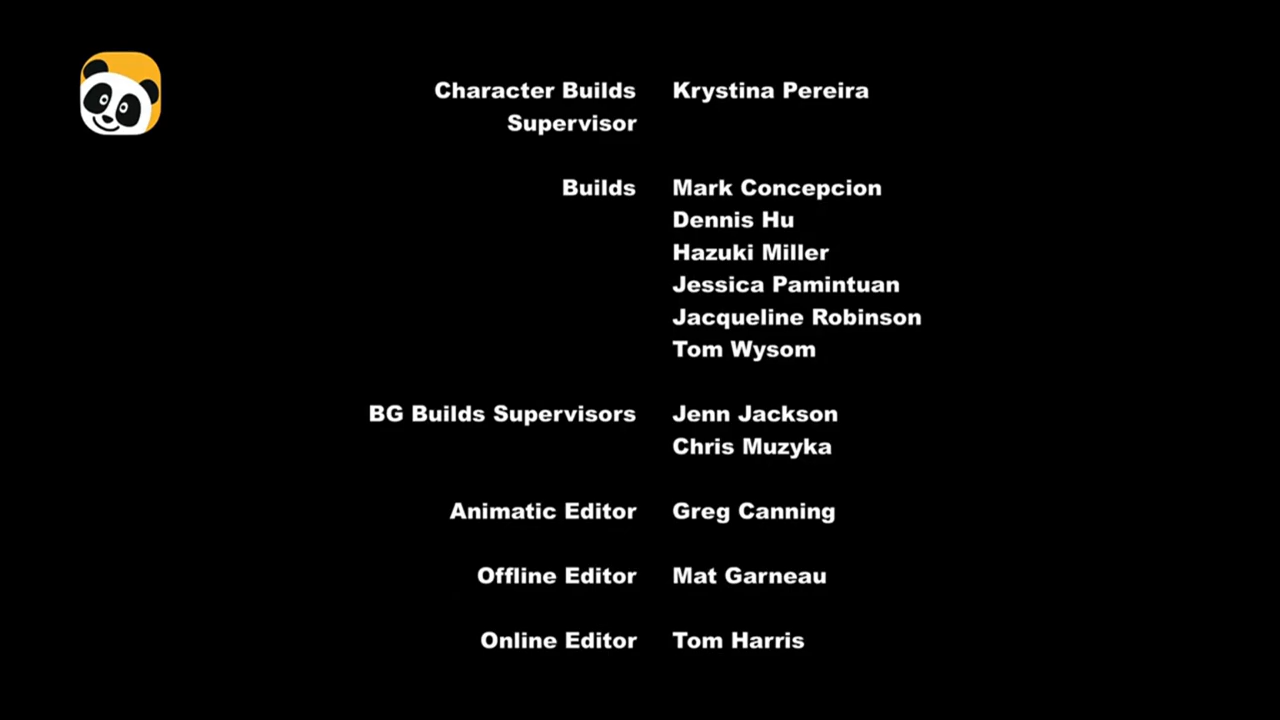 Character Builds Krystina Pereira
Supervisor
Builds Mark Concepcion
Dennis Hu
Hazuki Miller
Jessica Pamintuan
Jacqueline Robinson
Tom Wysom
BG Builds Supervisors Jenn Jackson
Chris Muzyka
Animatic Editor Greg Canning
Offline Editor Mat Garneau
Online Editor Tom Harris